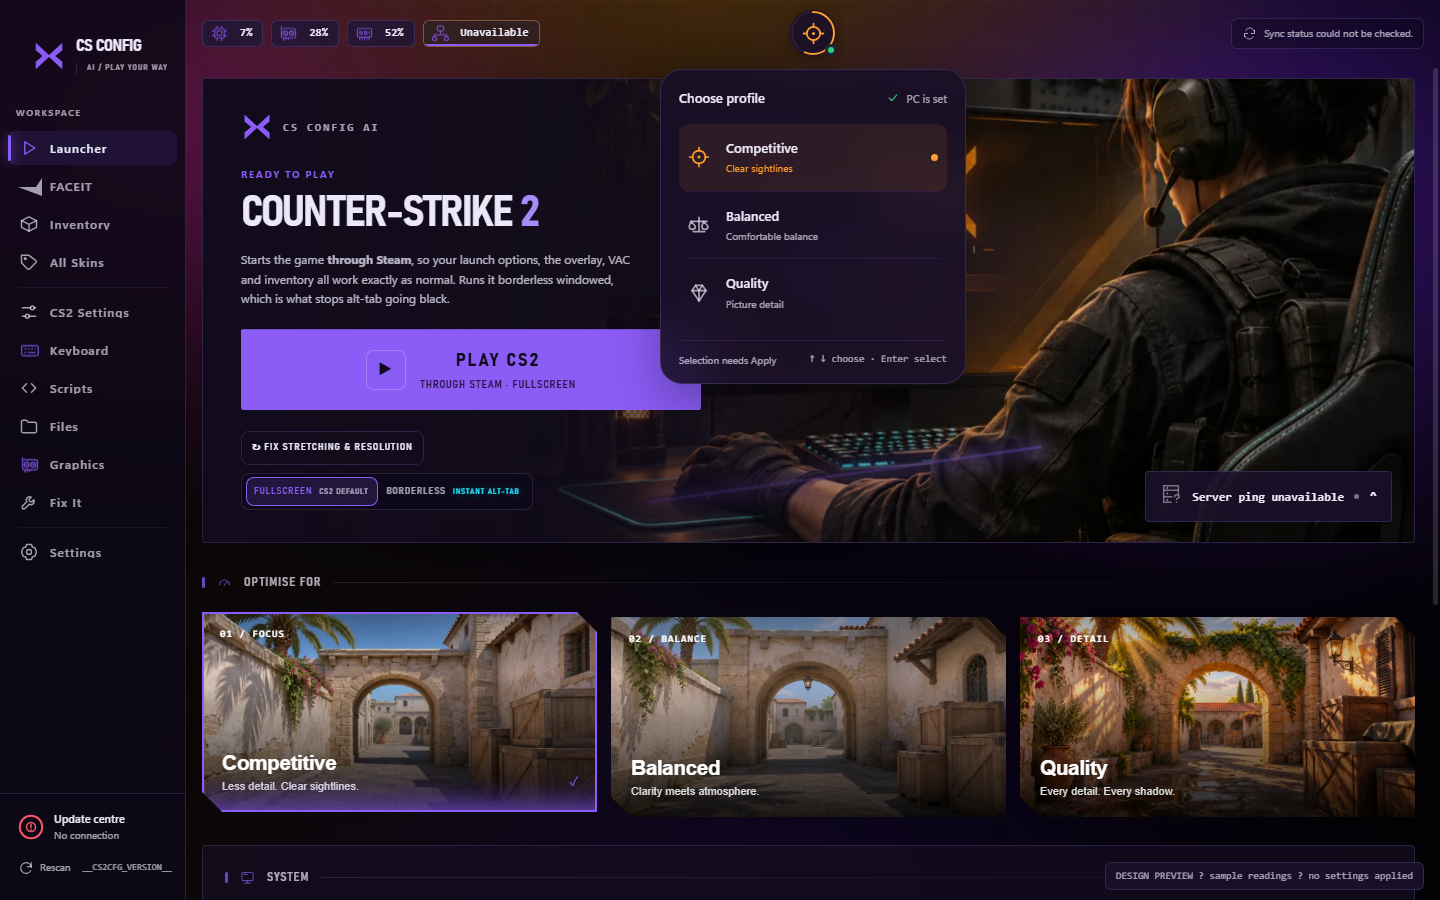 CS CONFIG
AI / PLAY YOUR WAY
WORKSPACE
Launcher
FACEIT
Inventory
All Skins
CS2 Settings
Keyboard
Scripts
Files
Graphics
Fix It
Settings
Update centre
No connection
Rescan __CS2CFG_VERSION__
7% 28% 52% Unavailable
Sync status could not be checked.
CS CONFIG AI
READY TO PLAY
COUNTER-STRIKE 2
Starts the game through Steam, so your launch options, the overlay, VAC
and inventory all work exactly as normal. Runs it borderless windowed,
which is what stops alt-tab going black.
PLAY CS2
THROUGH STEAM · FULLSCREEN
↻ FIX STRETCHING & RESOLUTION
FULLSCREEN CS2 DEFAULT BORDERLESS INSTANT ALT-TAB
Choose profile PC is set
Competitive
Clear sightlines
Balanced
Comfortable balance
Quality
Picture detail
Selection needs Apply ↑ ↓ choose · Enter select
Server ping unavailable
OPTIMISE FOR
01 / FOCUS
Competitive
Less detail. Clear sightlines.
02 / BALANCE
Balanced
Clarity meets atmosphere.
03 / DETAIL
Quality
Every detail. Every shadow.
SYSTEM
DESIGN PREVIEW ? sample readings ? no settings applied